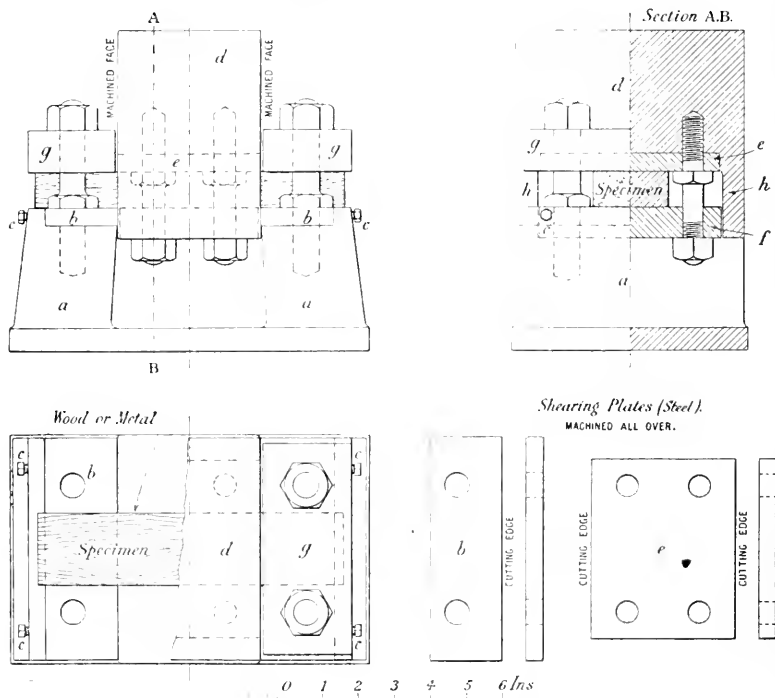 A
Section A.B.
MACHINED FACE
d
MACHINED FACE
d
g
e
g
g
e
h
Specimen
h
c
b
b
c
f
a
a
a
B
Wood or Metal
Shearing Plates (Steel).
MACHINED ALL OVER.
c
b
c
Specimen
d
g
b
CUTTING EDGE
CUTTING EDGE
e
CUTTING EDGE
c
c
0 1 2 3 4 5 6 Ins